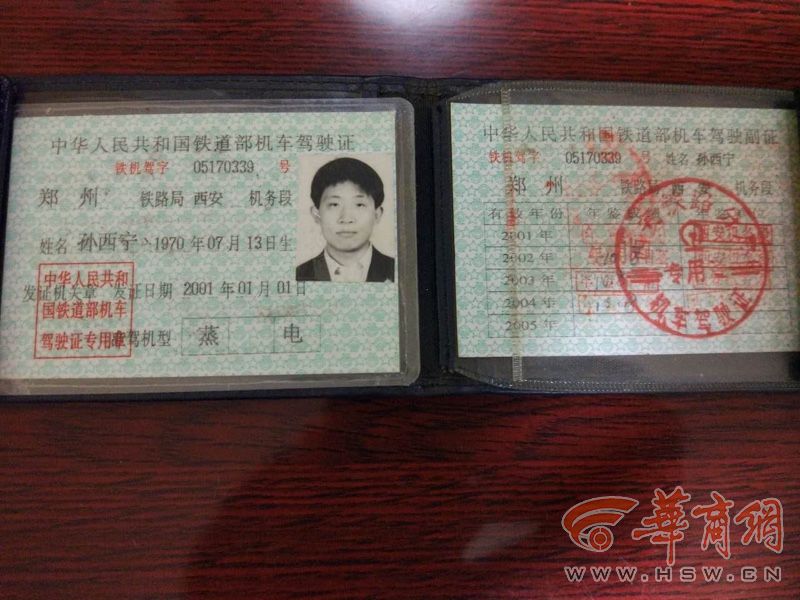 中华人民共和国铁道部机车驾驶证
铁机驾字 05170339 号
郑 州 铁路局 西安 机务段
姓名 孙西宁 1970 年 07 月 13 日生
发证机关章 发证日期 2001 年 01 月 01 日
准驾机型 蒸 电
中华人民共和
国铁道部机车
驾驶证专用章
中华人民共和国铁道部机车驾驶副证
铁机驾字 05170339 号 姓名 孙西宁
郑 州 铁路局 西安 机务段
有效年份 年鉴
2001 年
2002 年
2003 年
2004 年
2005 年
专用
机车驾驶证
華商網
WWW.HSW.CN